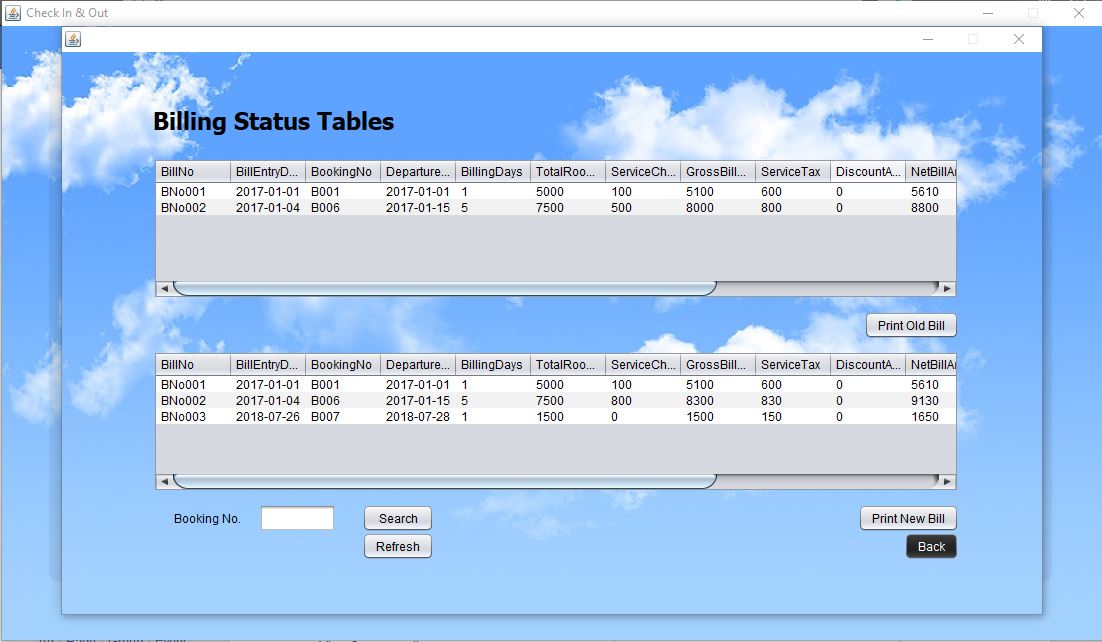 Check In & Out
Billing Status Tables
BillNo BillEntryD... BookingNo Departure... BillingDays TotalRoo... ServiceCh... GrossBill... ServiceTax DiscountA... NetBillA
BNo001 2017-01-01 B001 2017-01-01 1 5000 100 5100 600 0 5610
BNo002 2017-01-04 B006 2017-01-15 5 7500 500 8000 800 0 8800
Print Old Bill
BillNo BillEntryD... BookingNo Departure... BillingDays TotalRoo... ServiceCh... GrossBill... ServiceTax DiscountA... NetBillA
BNo001 2017-01-01 B001 2017-01-01 1 5000 100 5100 600 0 5610
BNo002 2017-01-04 B006 2017-01-15 5 7500 800 8300 830 0 9130
BNo003 2018-07-26 B007 2018-07-28 1 1500 0 1500 150 0 1650
Booking No. Search Print New Bill
Refresh Back